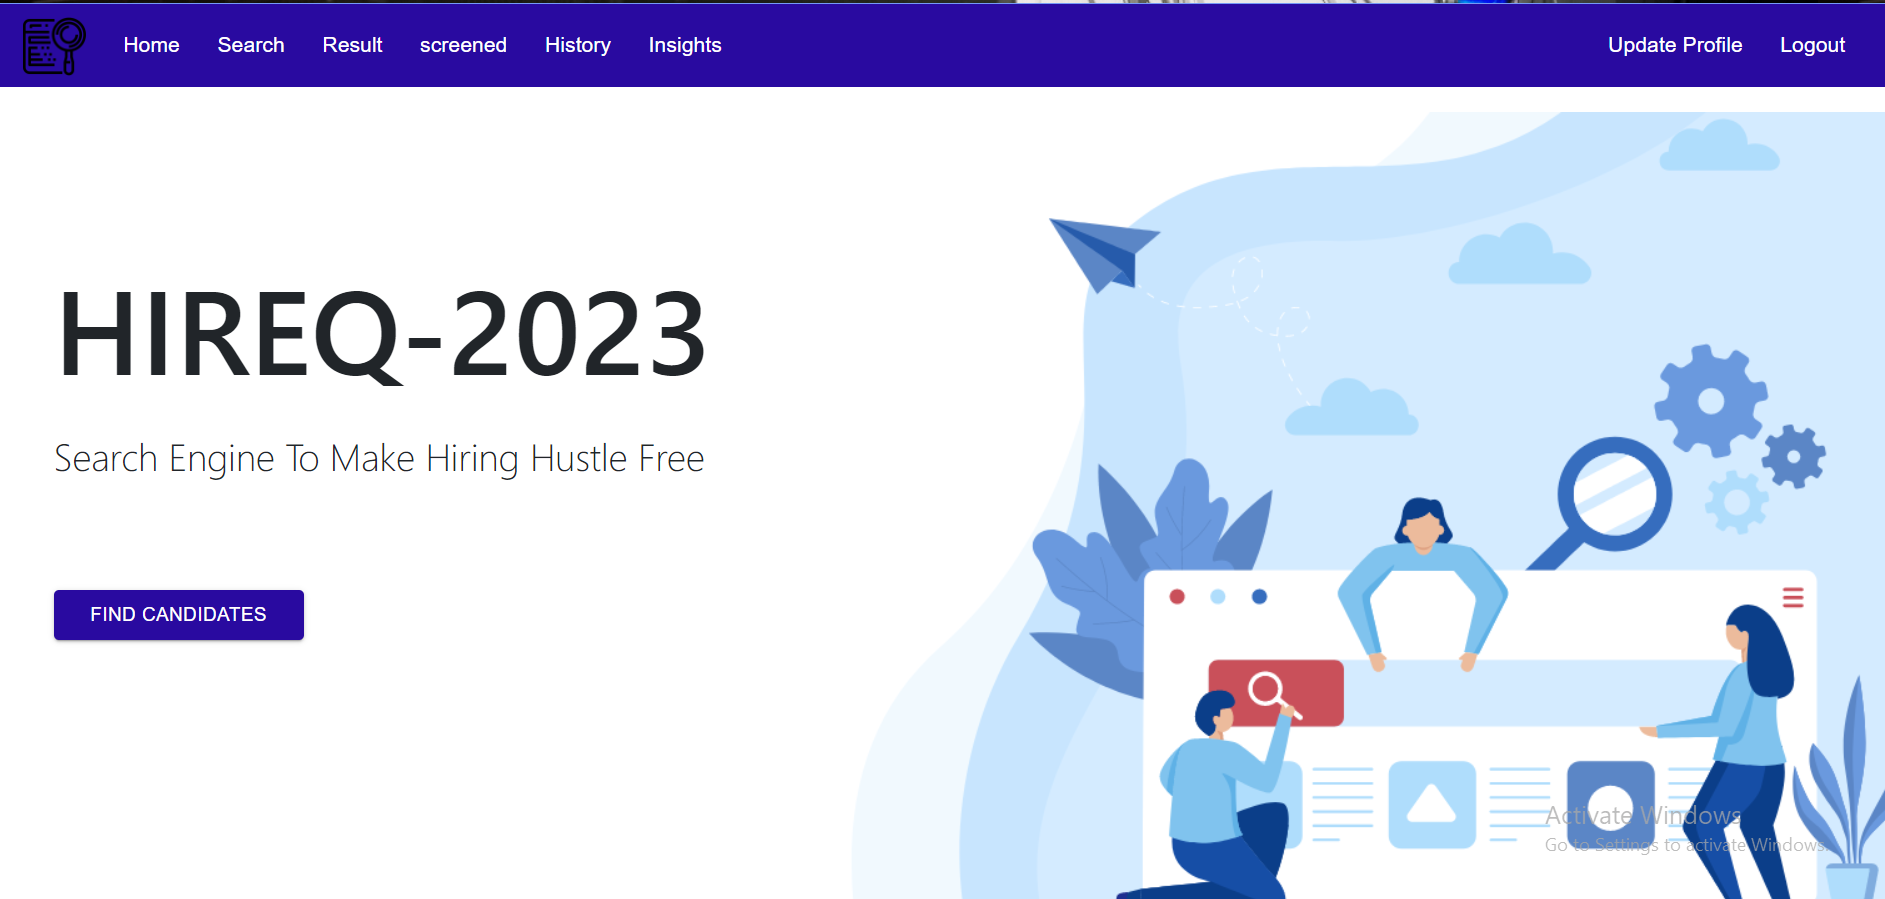 Home Search Result screened History Insights Update Profile Logout
HIREQ-2023
Search Engine To Make Hiring Hustle Free
FIND CANDIDATES
Activate Windows
Go to Settings to activate Windows.